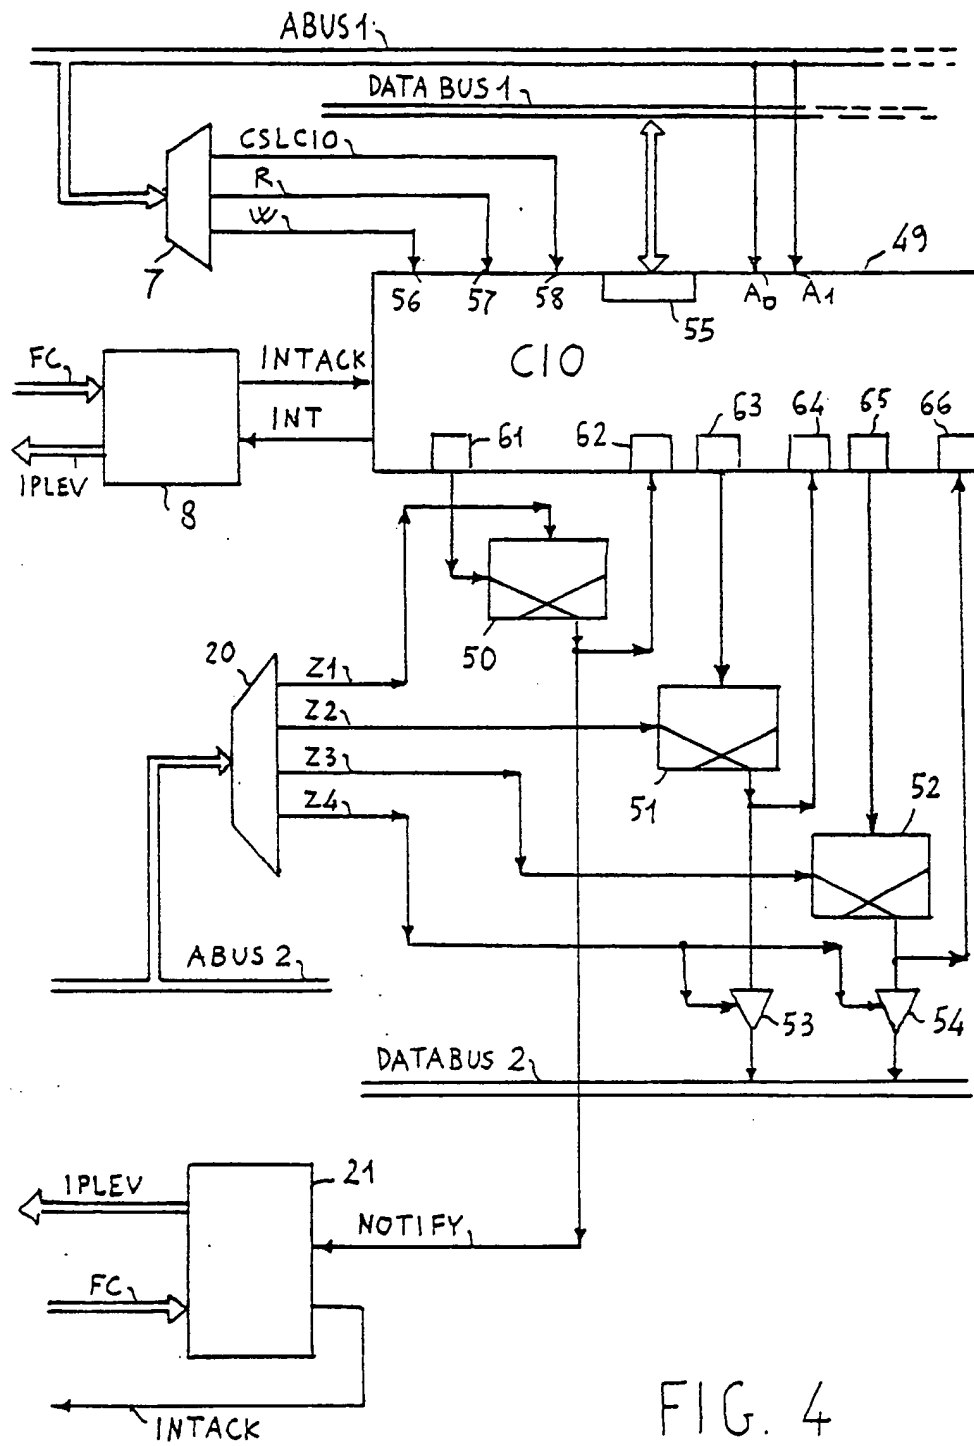 ABUS1
DATA BUS1
CSLCIO
R
W
7
49
56 57 58 55 A0 A1
CIO
FC
INTACK
INT
IPLEV
8
61 62 63 64 65 66
50
20
Z1
Z2
Z3
Z4
51
52
ABUS 2
53 54
DATABUS 2
IPLEV
21
NOTIFY
FC
INTACK
FIG. 4